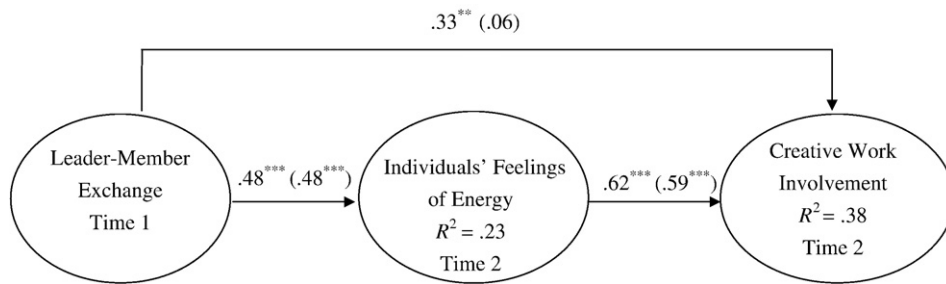 .33** (.06)
Leader-Member
Exchange
Time 1
.48*** (.48***)
Individuals' Feelings
of Energy
R² = .23
Time 2
.62*** (.59***)
Creative Work
Involvement
R² = .38
Time 2